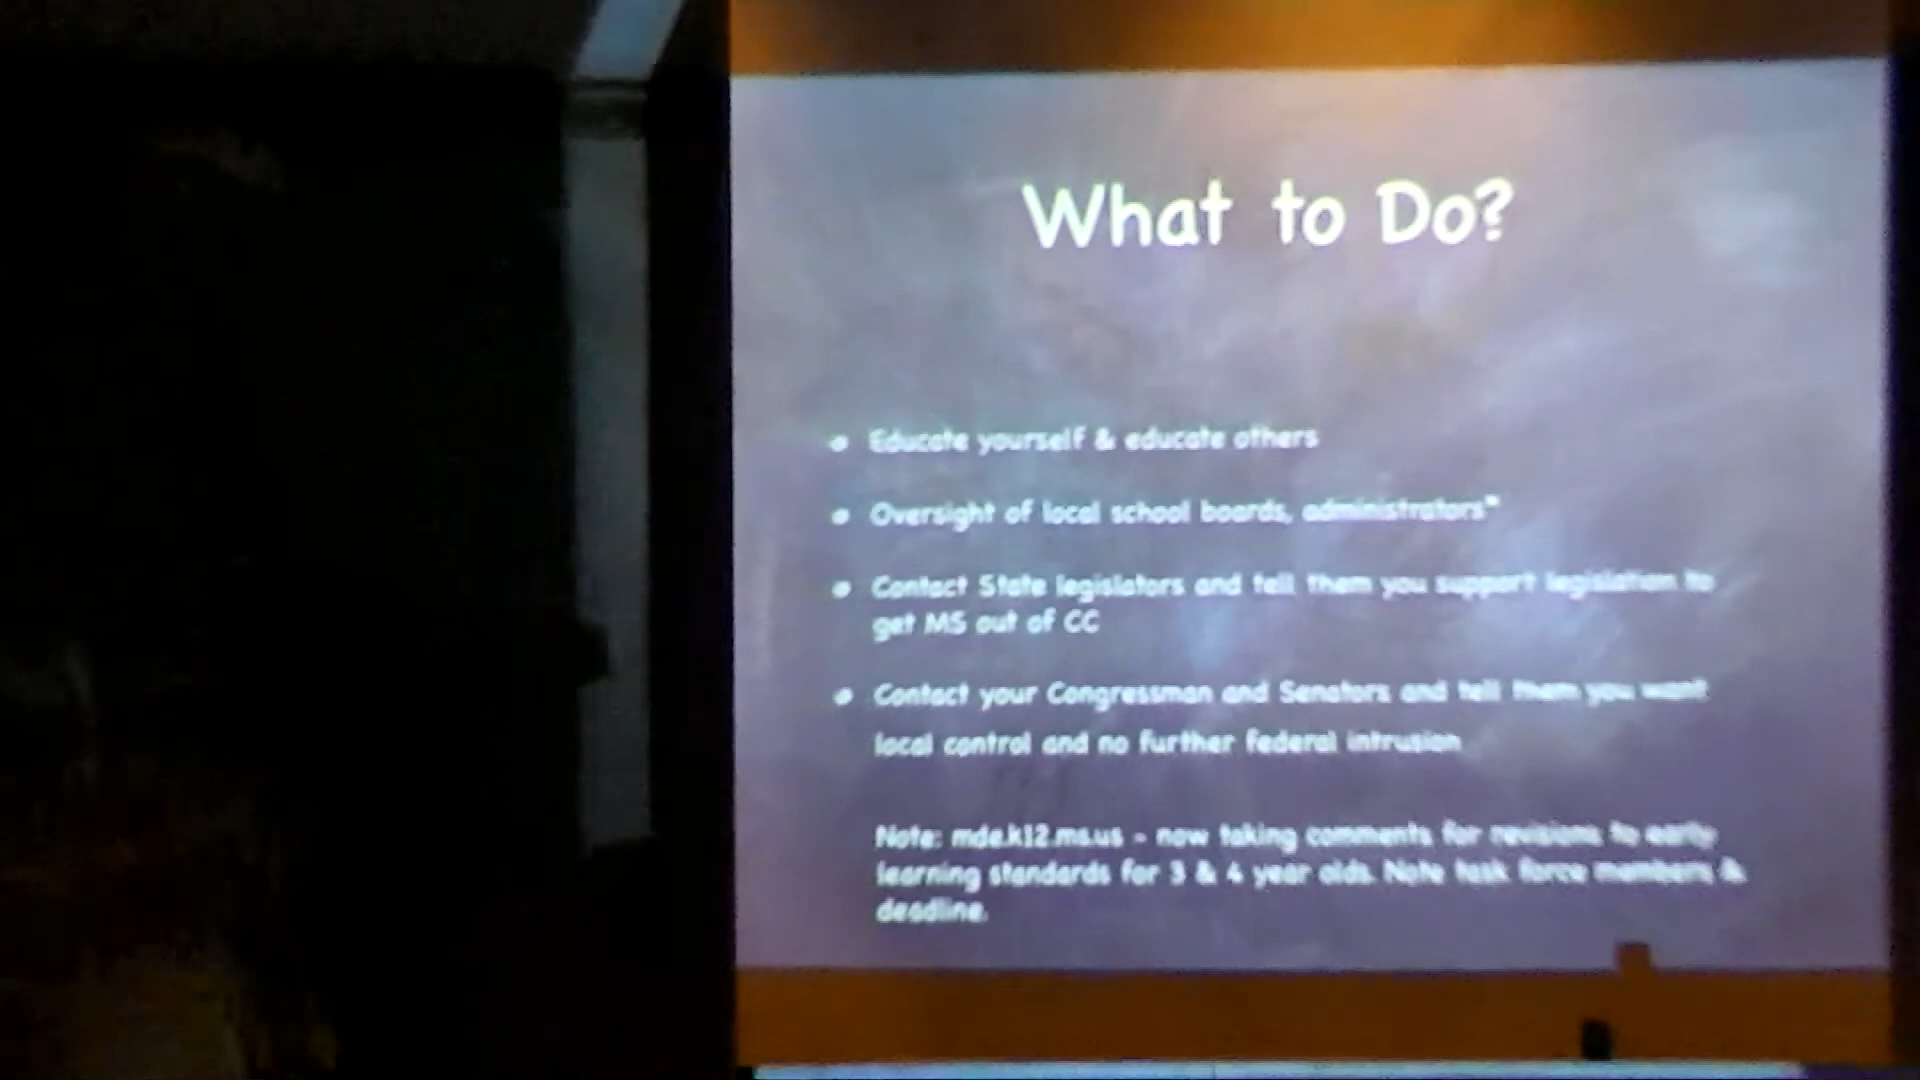 What to Do?
Educate yourself & educate others
Oversight of local school boards, administrators*
Contact State legislators and tell them you support legislation to
get MS out of CC
Contact your Congressman and Senators and tell them you want
local control and no further federal intrusion
Note: mde.k12.ms.us - now taking comments for revisions to early
learning standards for 3 & 4 year olds. Note task force members &
deadline.